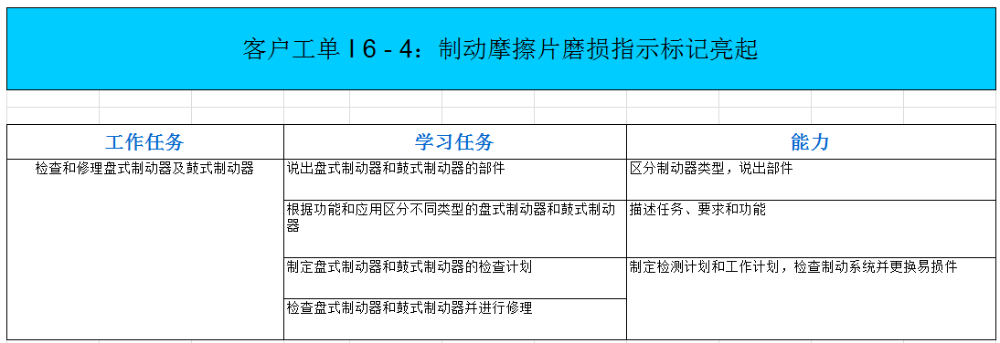 客户工单 I 6 - 4：制动摩擦片磨损指示标记亮起
工作任务 学习任务 能力
检查和修理盘式制动器及鼓式制动器 说出盘式制动器和鼓式制动器的部件 区分制动器类型，说出部件
根据功能和应用区分不同类型的盘式制动器和鼓式制动
器
描述任务、要求和功能
制定盘式制动器和鼓式制动器的检查计划 制定检测计划和工作计划，检查制动系统并更换易损件
检查盘式制动器和鼓式制动器并进行修理